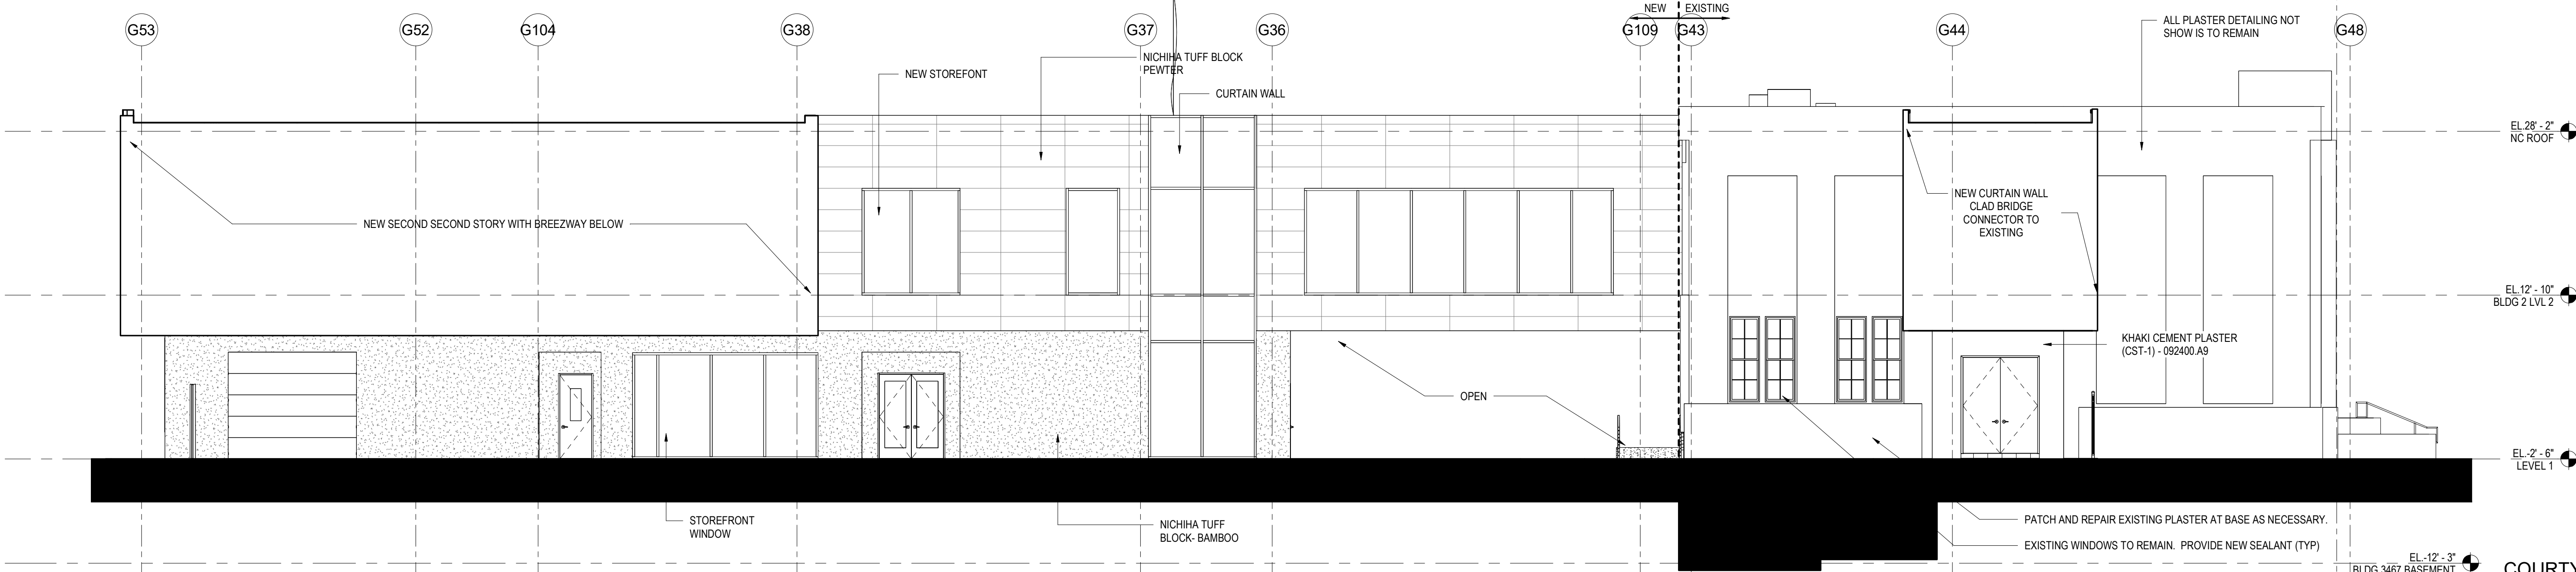 G53
G52
G104
G38
G37
G36
G109
G43
G44
G48
NEW
EXISTING
ALL PLASTER DETAILING NOT
SHOW IS TO REMAIN
NEW STOREFONT
NICHIHA TUFF BLOCK
PEWTER
CURTAIN WALL
EL.28' - 2"
NC ROOF
NEW SECOND SECOND STORY WITH BREEZWAY BELOW
NEW CURTAIN WALL
CLAD BRIDGE
CONNECTOR TO
EXISTING
EL.12' - 10"
BLDG 2 LVL 2
KHAKI CEMENT PLASTER
(CST-1) - 092400.A9
OPEN
EL.-2' - 6"
LEVEL 1
STOREFRONT
WINDOW
NICHIHA TUFF
BLOCK- BAMBOO
PATCH AND REPAIR EXISTING PLASTER AT BASE AS NECESSARY.
EXISTING WINDOWS TO REMAIN. PROVIDE NEW SEALANT (TYP)
EL.-12' - 3"
BLDG 3467 BASEMENT